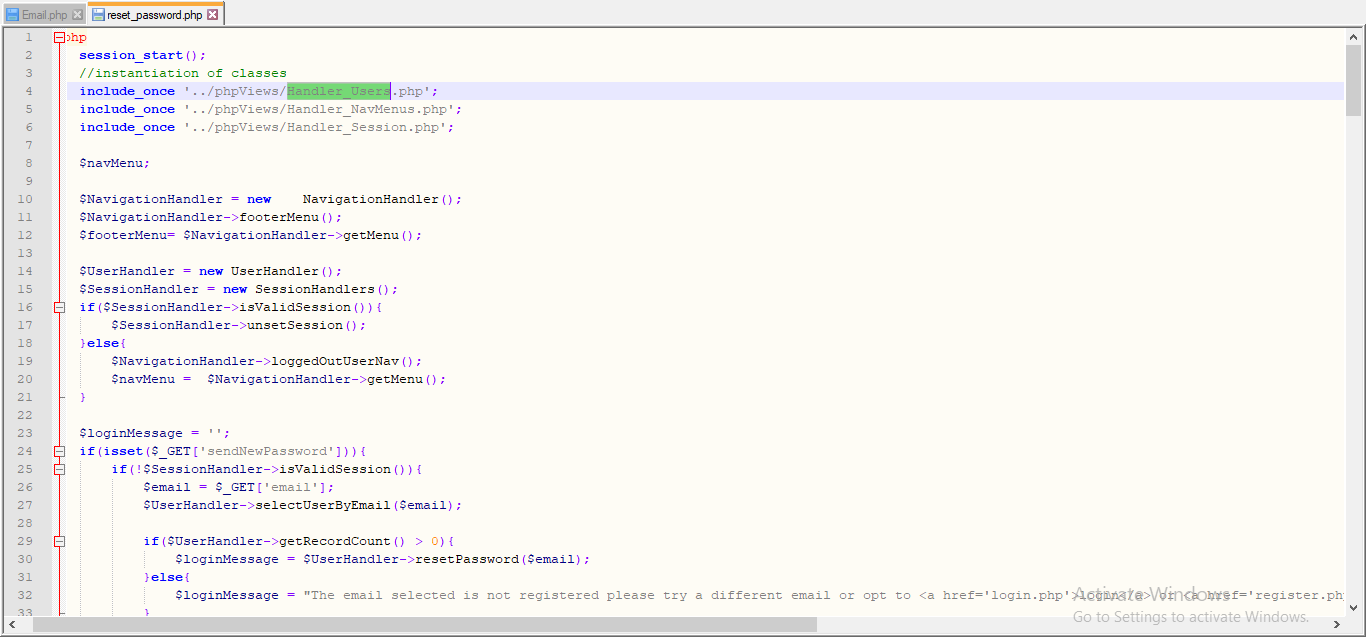 Email.php reset_password.php
1 php
2 session_start();
3 //instantiation of classes
4 include_once '../phpViews/Handler_Users.php';
5 include_once '../phpViews/Handler_NavMenus.php';
6 include_once '../phpViews/Handler_Session.php';
7
8 $navMenu;
9
10 $NavigationHandler = new    NavigationHandler();
11 $NavigationHandler->footerMenu();
12 $footerMenu= $NavigationHandler->getMenu();
13
14 $UserHandler = new UserHandler();
15 $SessionHandler = new SessionHandlers();
16 if($SessionHandler->isValidSession()){
17 $SessionHandler->unsetSession();
18 }else{
19 $NavigationHandler->loggedOutUserNav();
20 $navMenu =  $NavigationHandler->getMenu();
21 }
22
23 $loginMessage = '';
24 if(isset($_GET['sendNewPassword'])){
25 if(!$SessionHandler->isValidSession()){
26 $email = $_GET['email'];
27 $UserHandler->selectUserByEmail($email);
28
29 if($UserHandler->getRecordCount() > 0){
30 $loginMessage = $UserHandler->resetPassword($email);
31 }else{
32 $loginMessage = "The email selected is not registered please try a different email or opt to <a href='login.php'>login</a> or <a href='register.ph
33 }
Activate Windows
Go to Settings to activate Windows.